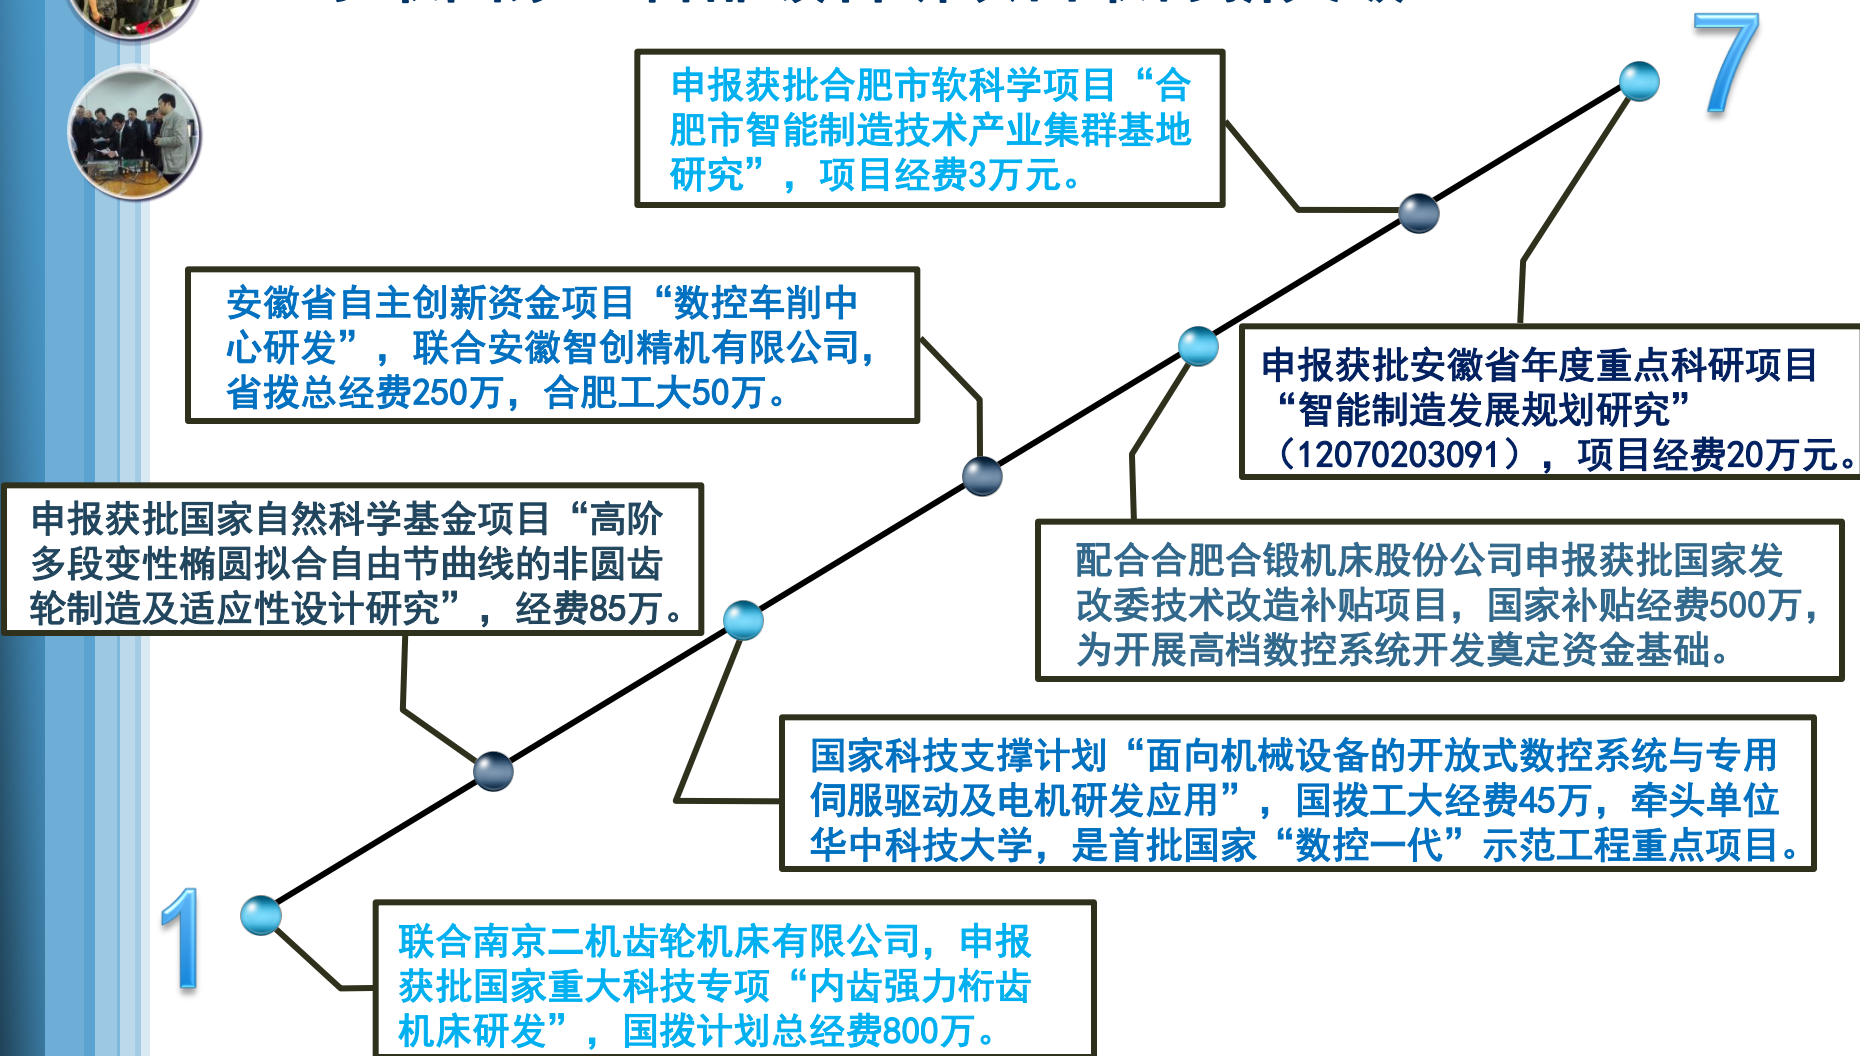 7
申报获批合肥市软科学项目“合
肥市智能制造技术产业集群基地
研究”，项目经费3万元。
安徽省自主创新资金项目“数控车削中
心研发”，联合安徽智创精机有限公司，
省拨总经费250万，合肥工大50万。
申报获批安徽省年度重点科研项目
“智能制造发展规划研究”
（12070203091），项目经费20万元。
申报获批国家自然科学基金项目“高阶
多段变性椭圆拟合自由节曲线的非圆齿
轮制造及适应性设计研究”，经费85万。
配合合肥合锻机床股份公司申报获批国家发
改委技术改造补贴项目，国家补贴经费500万，
为开展高档数控系统开发奠定资金基础。
国家科技支撑计划“面向机械设备的开放式数控系统与专用
伺服驱动及电机研发应用”，国拨工大经费45万，牵头单位
华中科技大学，是首批国家“数控一代”示范工程重点项目。
1
联合南京二机齿轮机床有限公司，申报
获批国家重大科技专项“内齿强力桁齿
机床研发”，国拨计划总经费800万。